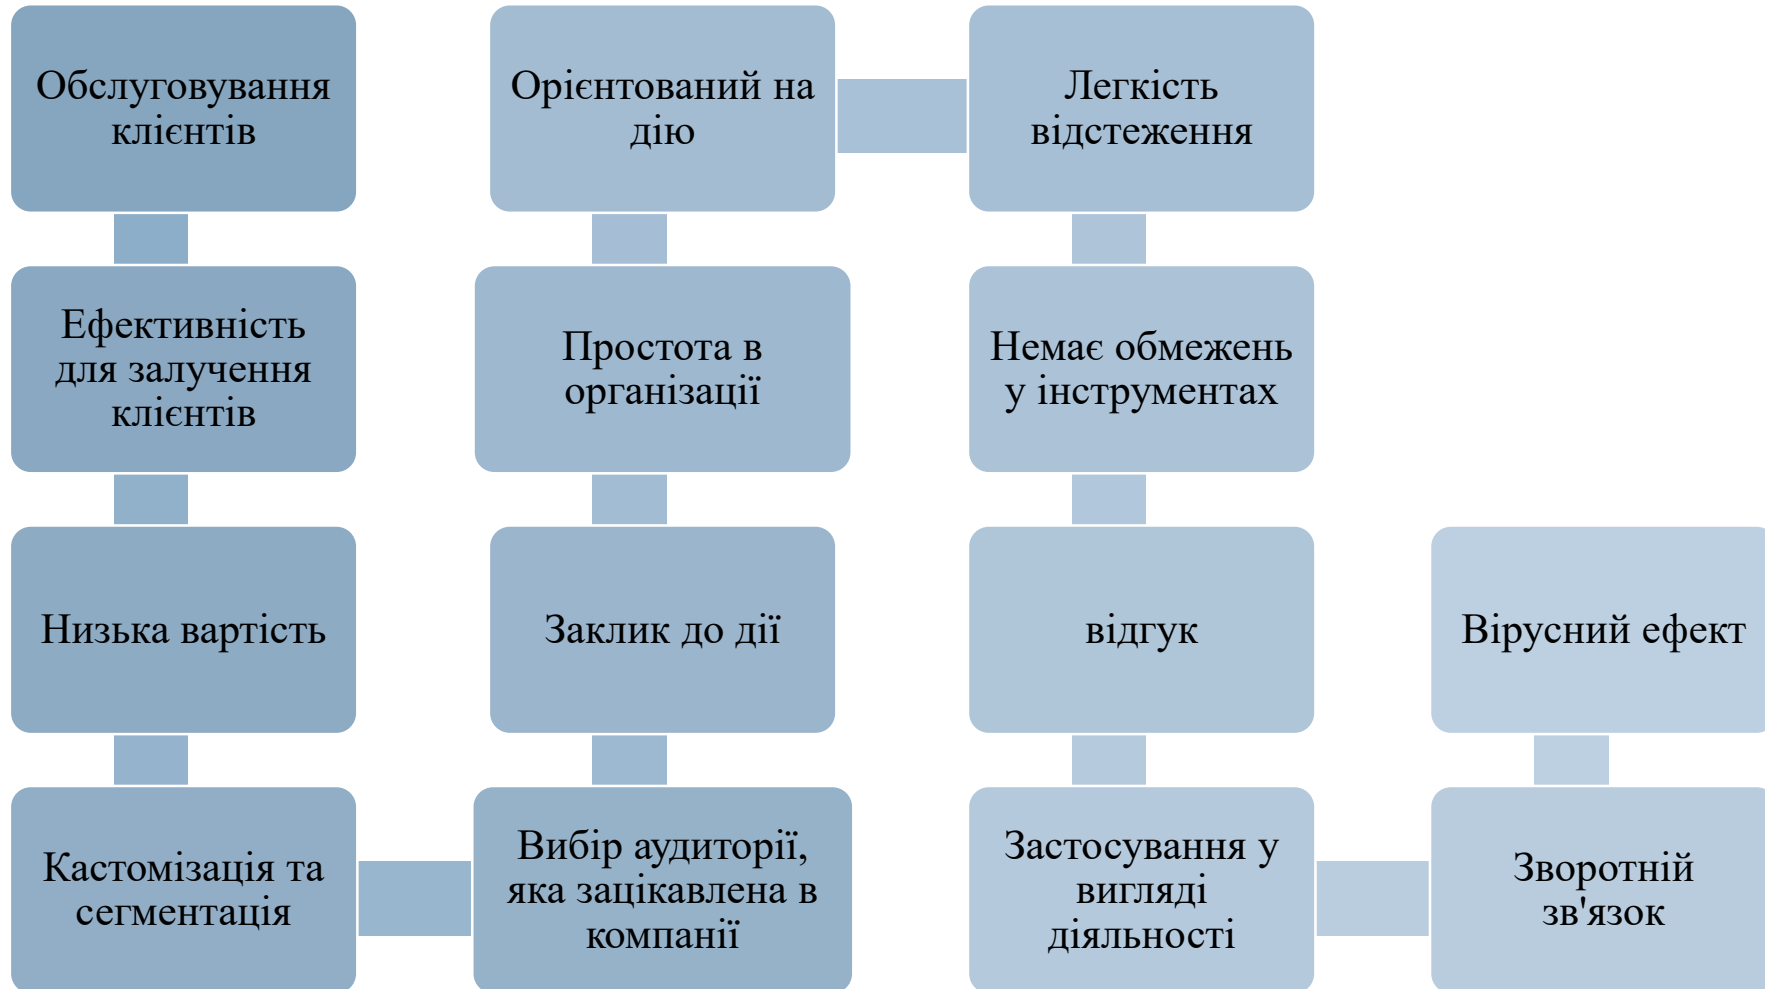 Обслуговування
клієнтів
Ефективність
для залучення
клієнтів
Низька вартість
Кастомізація та
сегментація
Вибір аудиторії,
яка зацікавлена в
компанії
Заклик до дії
Простота в
організації
Орієнтований на
дію
Легкість
відстеження
Немає обмежень
у інструментах
відгук
Застосування у
вигляді
діяльності
Зворотній
зв'язок
Вірусний ефект